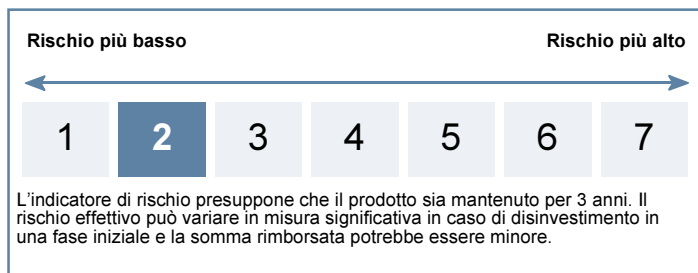 Rischio più basso Rischio più alto
1 2 3 4 5 6 7
L'indicatore di rischio presuppone che il prodotto sia mantenuto per 3 anni. Il
rischio effettivo può variare in misura significativa in caso di disinvestimento in
una fase iniziale e la somma rimborsata potrebbe essere minore.